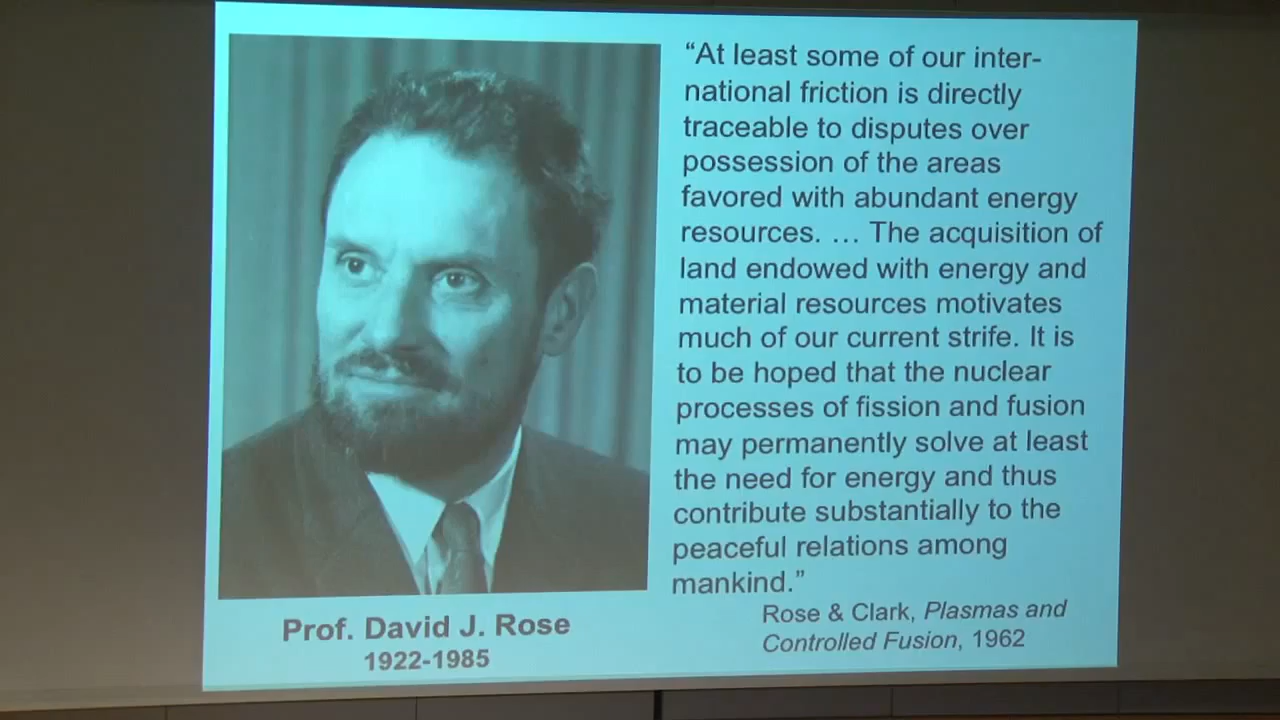 “At least some of our inter-
national friction is directly
traceable to disputes over
possession of the areas
favored with abundant energy
resources. … The acquisition of
land endowed with energy and
material resources motivates
much of our current strife. It is
to be hoped that the nuclear
processes of fission and fusion
may permanently solve at least
the need for energy and thus
contribute substantially to the
peaceful relations among
mankind.”
Rose & Clark, Plasmas and
Controlled Fusion, 1962
Prof. David J. Rose
1922-1985